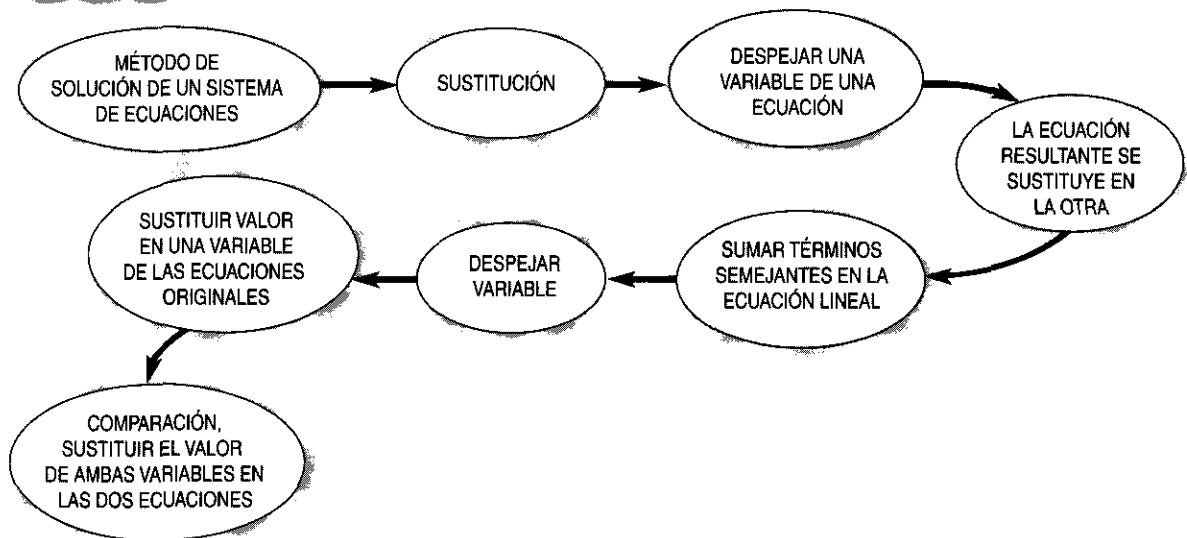 MÉTODO DE
SOLUCIÓN DE UN SISTEMA
DE ECUACIONES
SUSTITUCIÓN
DESPEJAR UNA
VARIABLE DE UNA
ECUACIÓN
LA ECUACIÓN
RESULTANTE SE
SUSTITUYE EN
LA OTRA
SUMAR TÉRMINOS
SEMEJANTES EN LA
ECUACIÓN LINEAL
DESPEJAR
VARIABLE
SUSTITUIR VALOR
EN UNA VARIABLE
DE LAS ECUACIONES
ORIGINALES
COMPARACIÓN,
SUSTITUIR EL VALOR
DE AMBAS VARIABLES EN
LAS DOS ECUACIONES